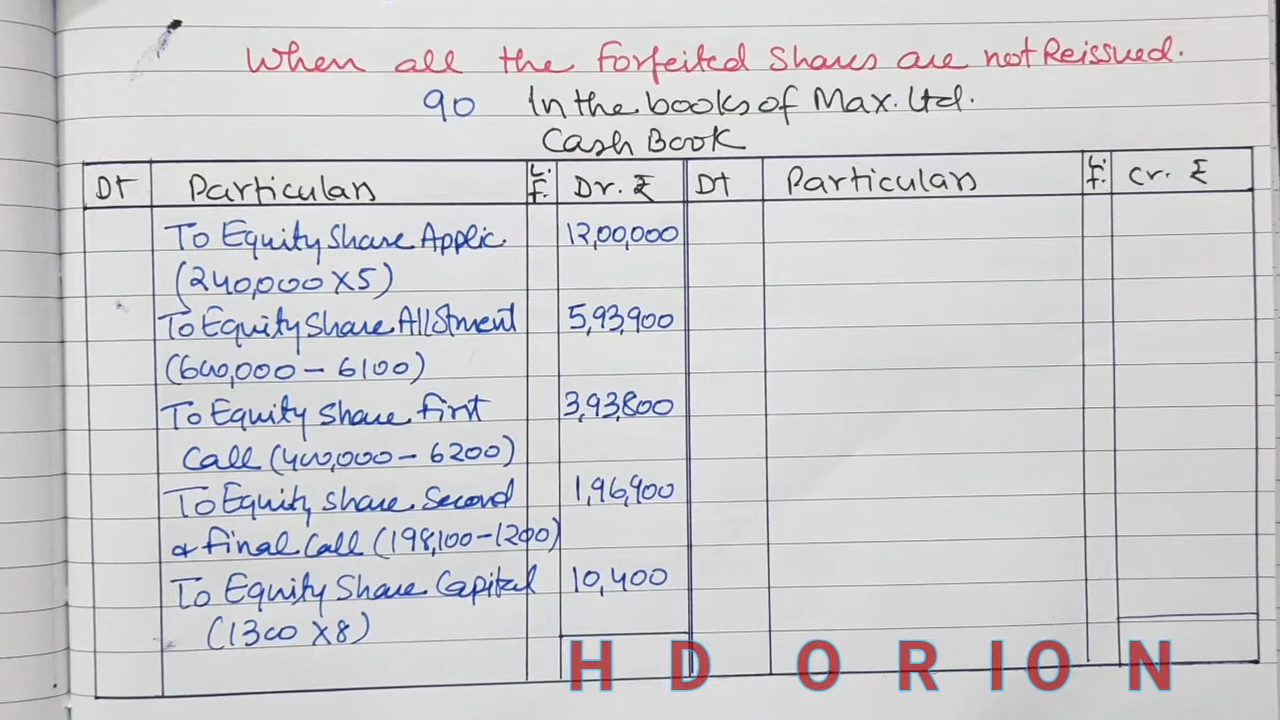 When all the forfeited Shares are not Reissued.
90 In the books of Max. Ltd.
Cash Book
Dt Particulars L.F. Dr. ₹ Dt Particulars L.F. Cr. ₹
To Equity Share Applic. 12,00,000
(240,000 X5)
To Equity Share Allotment 5,93,900
(600,000 - 6100)
To Equity Share first 3,93,800
Call (400,000 - 6200)
To Equity Share Second 1,96,900
& final Call (198,100-1200)
To Equity Share Capital 10,400
(1300 X8)
H D O R I O N